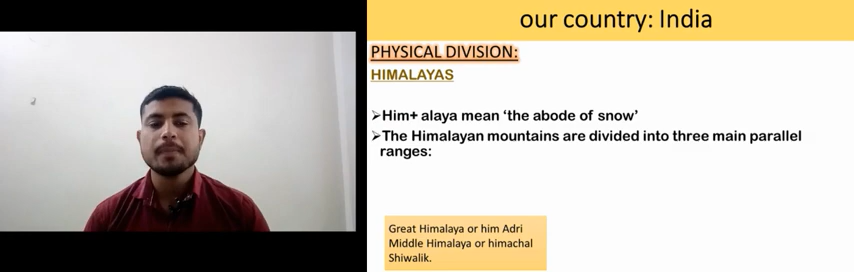 our country: India
PHYSICAL DIVISION:
HIMALAYAS
➢Him+ alaya mean ‘the abode of snow’
➢The Himalayan mountains are divided into three main parallel
ranges:
Great Himalaya or him Adri
Middle Himalaya or himachal
Shiwalik.